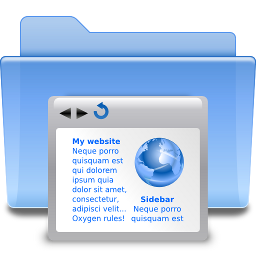 My website
Neque porro
quisquam est
qui dolorem
ipsum quia
dolor sit amet,
consectetur,
adipisci velit...
Oxygen rules!
Sidebar
Neque porro
quisquam est